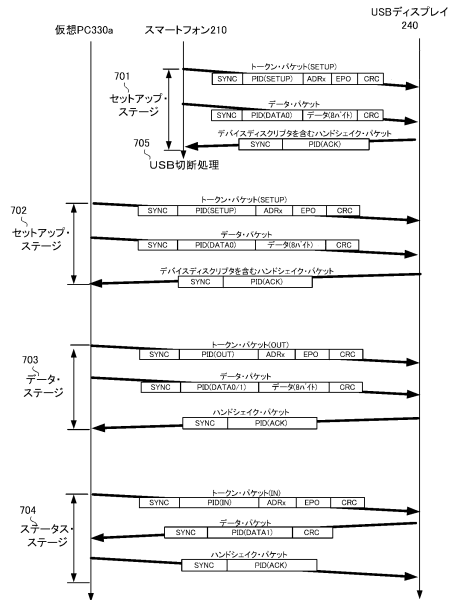 仮想PC330a
スマートフォン210
USBディスプレイ
240
701
セットアップ・
ステージ
トークン・パケット(SETUP)
SYNC PID(SETUP) ADRx EPO CRC
データ・パケット
SYNC PID(DATA0) データ(8バイト) CRC
デバイスディスクリプタを含むハンドシェイク・パケット
SYNC PID(ACK)
705
USB切断処理
702
セットアップ・
ステージ
トークン・パケット(SETUP)
SYNC PID(SETUP) ADRx EPO CRC
データ・パケット
SYNC PID(DATA0) データ(8バイト) CRC
デバイスディスクリプタを含むハンドシェイク・パケット
SYNC PID(ACK)
703
データ・
ステージ
トークン・パケット(OUT)
SYNC PID(OUT) ADRx EPO CRC
データ・パケット
SYNC PID(DATA0/1) データ(8バイト) CRC
ハンドシェイク・パケット
SYNC PID(ACK)
704
ステータス・
ステージ
トークン・パケット(IN)
SYNC PID(IN) ADRx EPO CRC
データ・パケット
SYNC PID(DATA1) CRC
ハンドシェイク・パケット
SYNC PID(ACK)